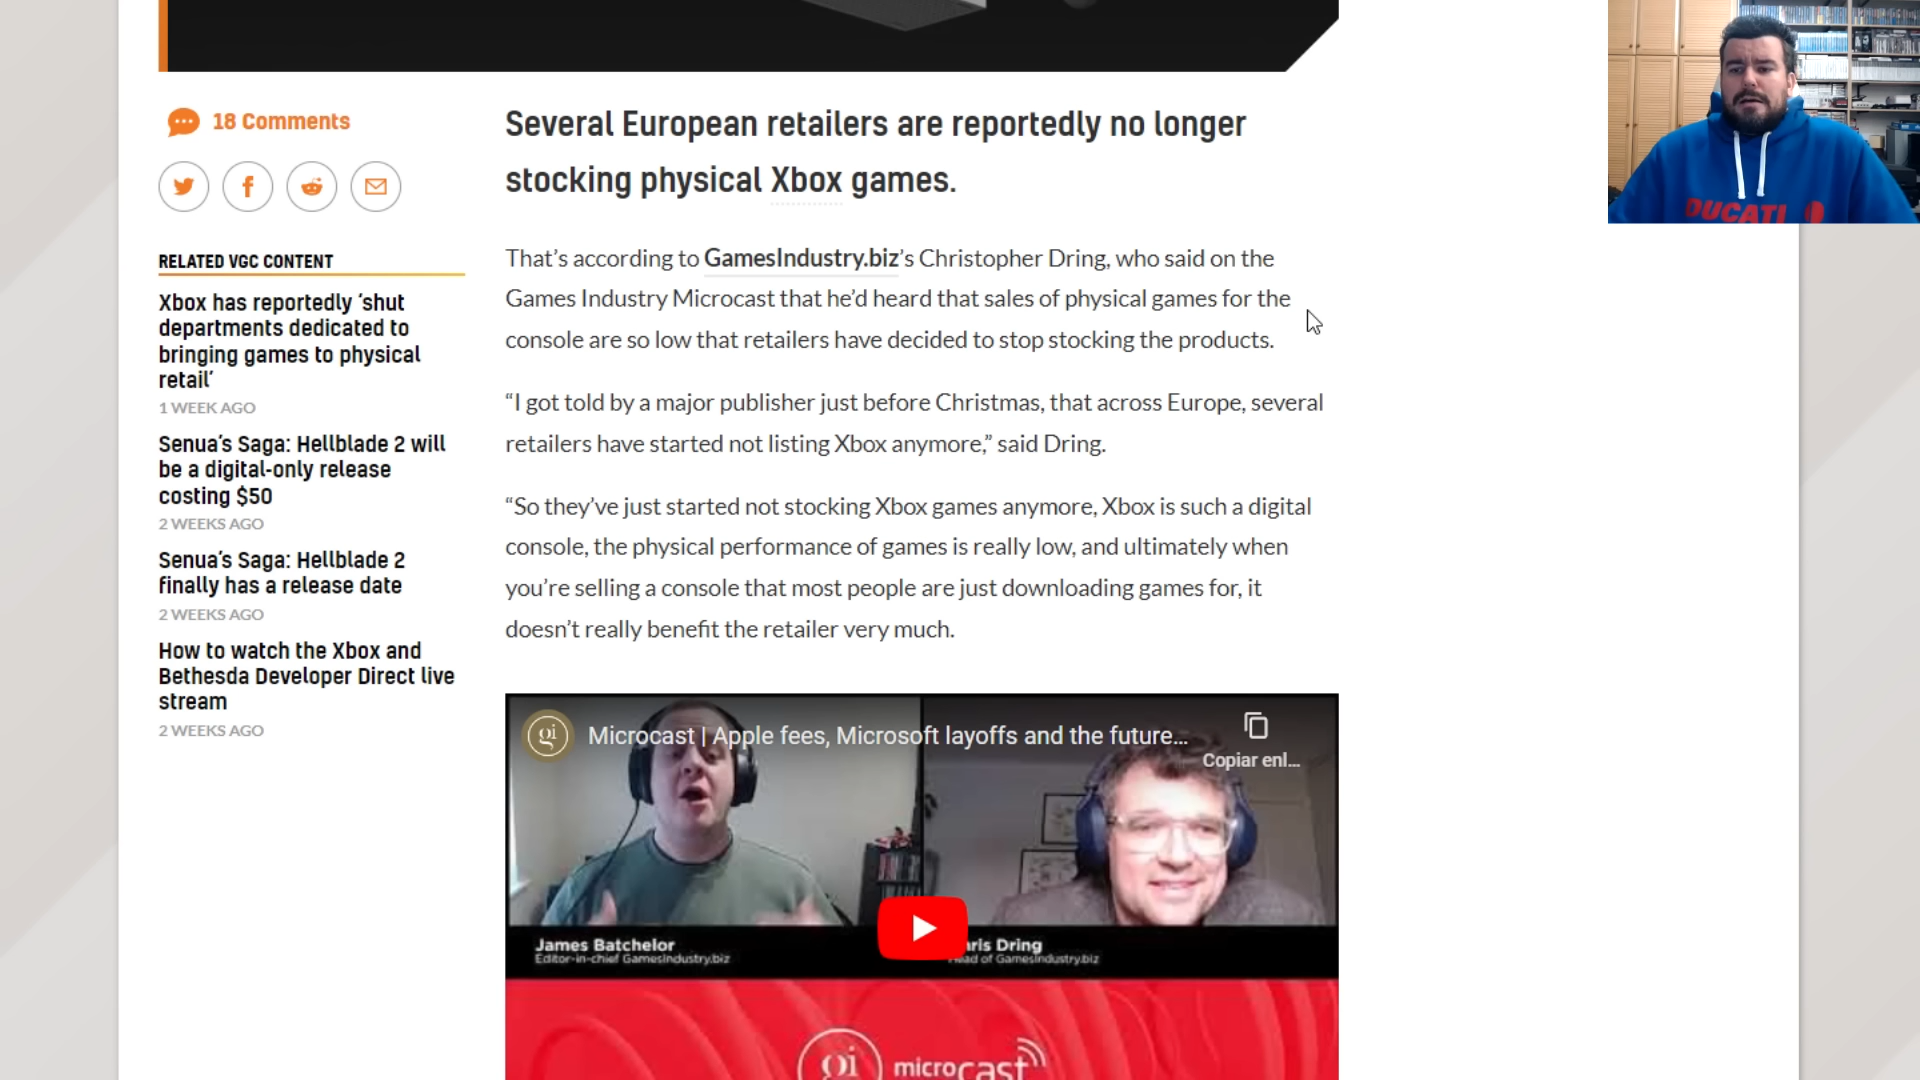 18 Comments
RELATED VGC CONTENT
Xbox has reportedly ‘shut
departments dedicated to
bringing games to physical
retail’
1 WEEK AGO
Senua’s Saga: Hellblade 2 will
be a digital-only release
costing $50
2 WEEKS AGO
Senua’s Saga: Hellblade 2
finally has a release date
2 WEEKS AGO
How to watch the Xbox and
Bethesda Developer Direct live
stream
2 WEEKS AGO
Several European retailers are reportedly no longer
stocking physical Xbox games.
That’s according to GamesIndustry.biz’s Christopher Dring, who said on the
Games Industry Microcast that he’d heard that sales of physical games for the
console are so low that retailers have decided to stop stocking the products.
“I got told by a major publisher just before Christmas, that across Europe, several
retailers have started not listing Xbox anymore,” said Dring.
“So they’ve just started not stocking Xbox games anymore, Xbox is such a digital
console, the physical performance of games is really low, and ultimately when
you’re selling a console that most people are just downloading games for, it
doesn’t really benefit the retailer very much.
gi
Microcast | Apple fees, Microsoft layoffs and the future...
Copiar enl...
James Batchelor
Editor-in-chief GamesIndustry.biz
ris Dring
ead of GamesIndustry.biz
gi microcast
DUCATI